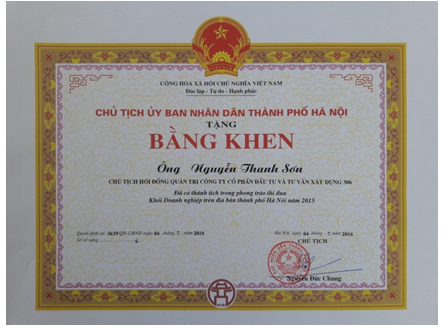 CỘNG HÒA XÃ HỘI CHỦ NGHĨA VIỆT NAM
Độc lập - Tự do - Hạnh phúc
CHỦ TỊCH ỦY BAN NHÂN DÂN THÀNH PHỐ HÀ NỘI
TẶNG
BẰNG KHEN
Ông Nguyễn Thanh Sơn
CHỦ TỊCH HỘI ĐỒNG QUẢN TRỊ CÔNG TY CỔ PHẦN ĐẦU TƯ VÀ TƯ VẤN XÂY DỰNG 306
Đã có thành tích trong phong trào thi đua
Khối Doanh nghiệp trên địa bàn thành phố Hà Nội năm 2015
Quyết định số: 3659/QĐ-UBND ngày 04 tháng 7 năm 2016
Hà Nội, ngày 04 tháng 7 năm 2016
Số sổ vàng:
CHỦ TỊCH
Nguyễn Đức Chung